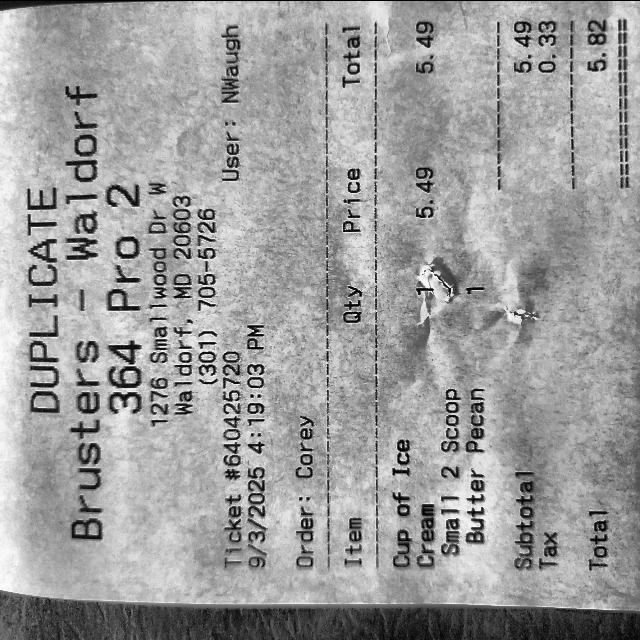 DUPLICATE
Brusters - Waldorf
364 Pro 2
1276 Smallwood Dr W
Waldorf, MD 20603
(301) 705-5726
Ticket #640425720 User: NWaugh
9/3/2025 4:19:03 PM
Order: Corey
Item Qty Price Total
Cup of Ice
Cream 1 5.49 5.49
Small 2 Scoop
Butter Pecan 1
Subtotal 5.49
Tax 0.33
Total 5.82